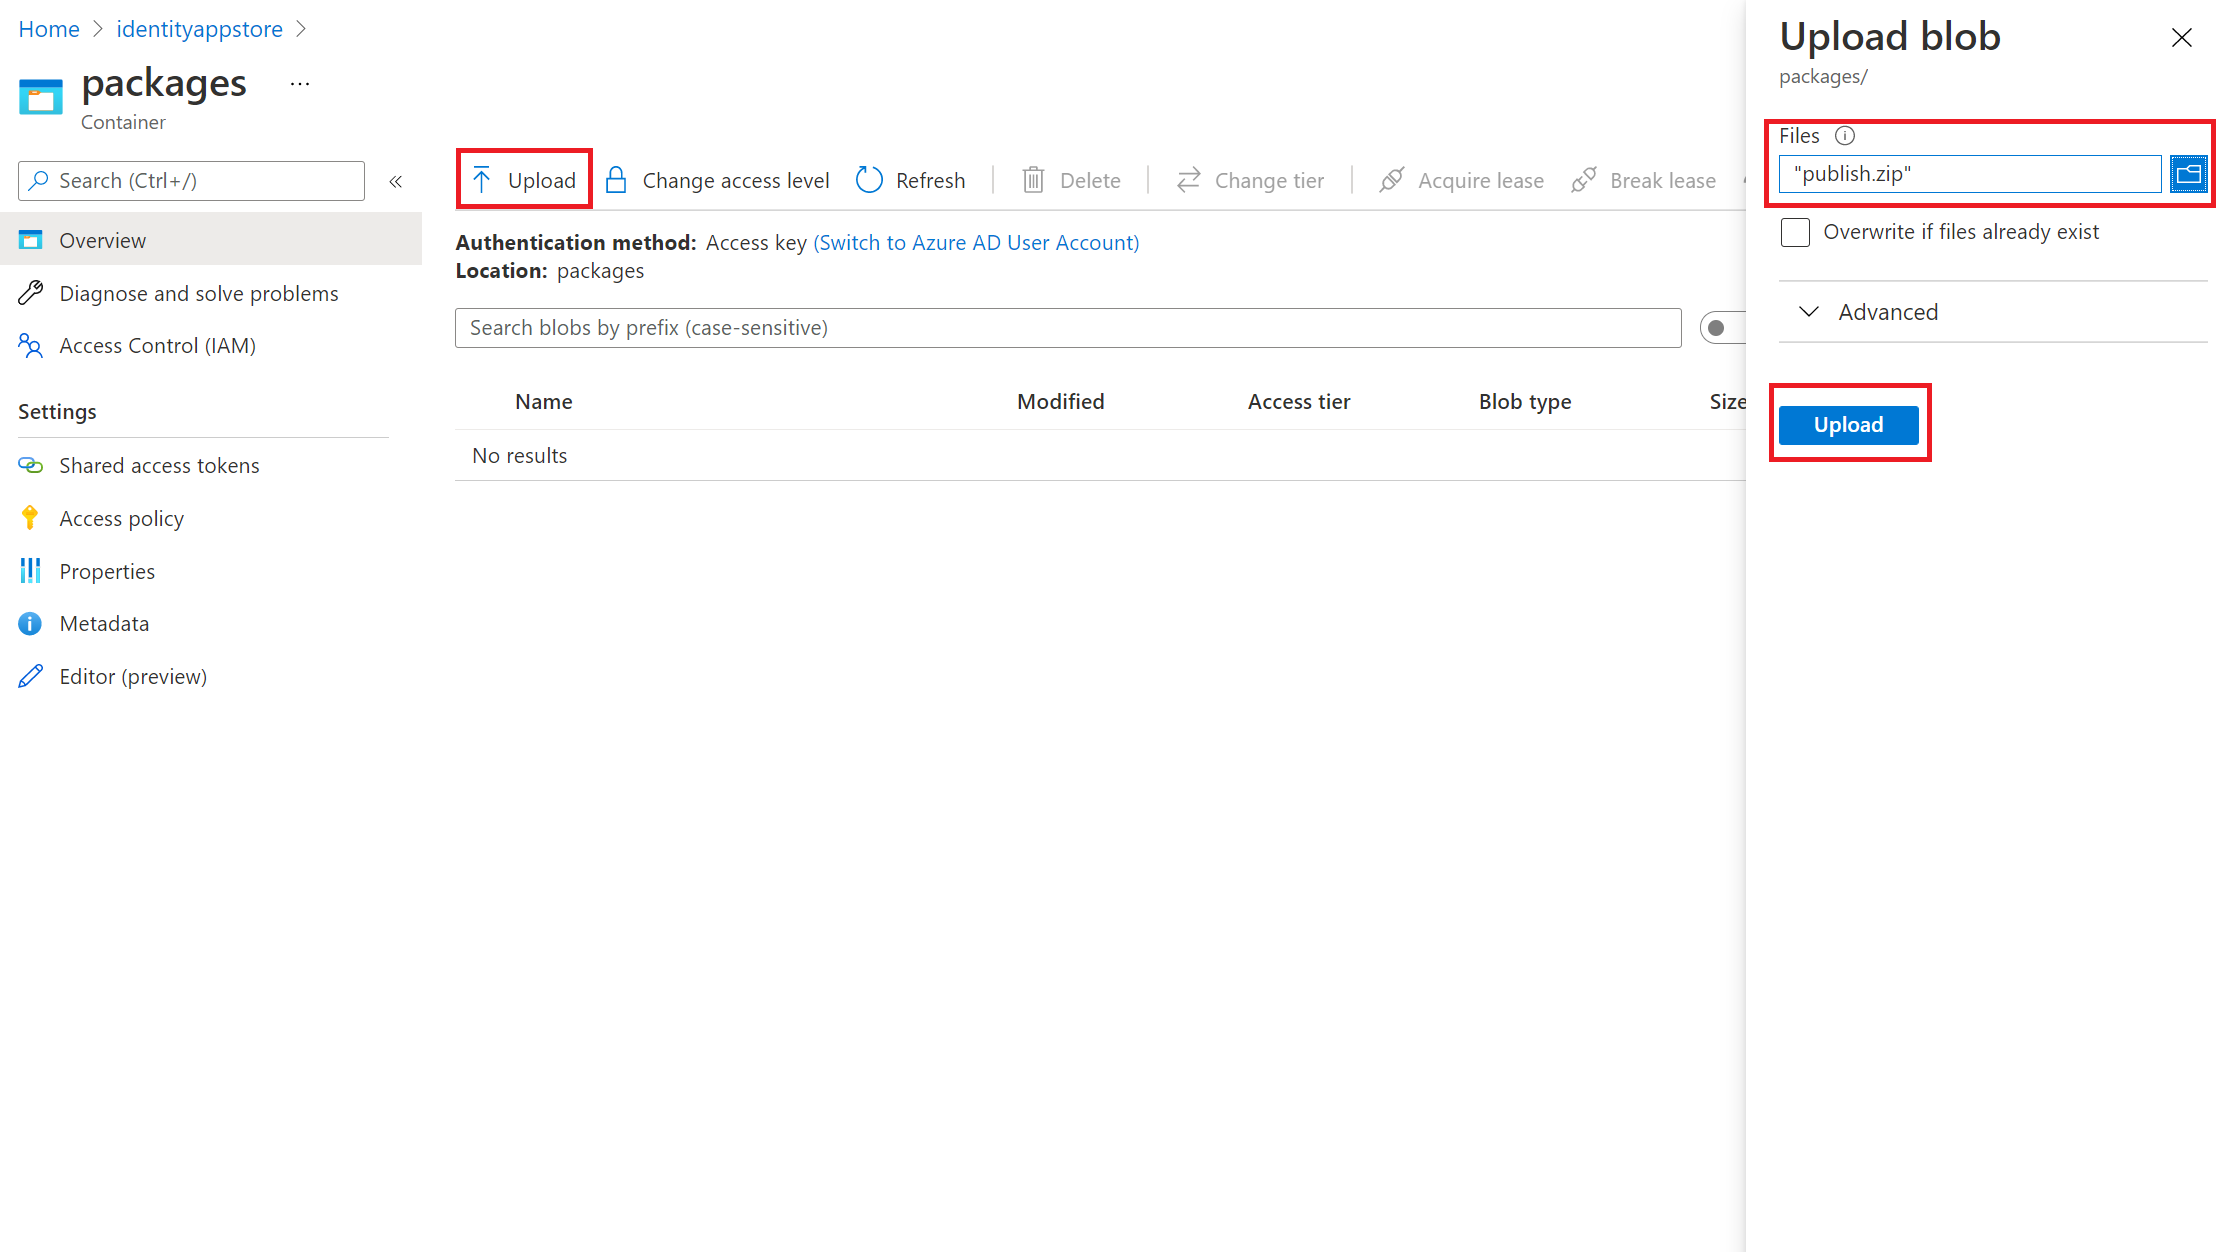 Home > identityappstore >
packages ...
Container
Search (Ctrl+/) «
Overview
Diagnose and solve problems
Access Control (IAM)
Settings
Shared access tokens
Access policy
Properties
Metadata
Editor (preview)
Upload Change access level Refresh Delete Change tier Acquire lease Break lease
Authentication method: Access key (Switch to Azure AD User Account)
Location: packages
Search blobs by prefix (case-sensitive)
Name Modified Access tier Blob type Size
No results
Upload blob
packages/
Files
"publish.zip"
Overwrite if files already exist
Advanced
Upload